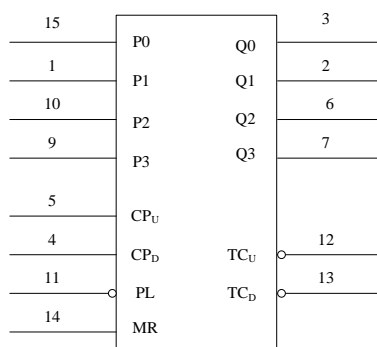 15 P0 Q0 3
1 P1 Q1 2
10 P2 Q2 6
9 P3 Q3 7
5 CPU
4 CPD TCU 12
11 PL TCD 13
14 MR